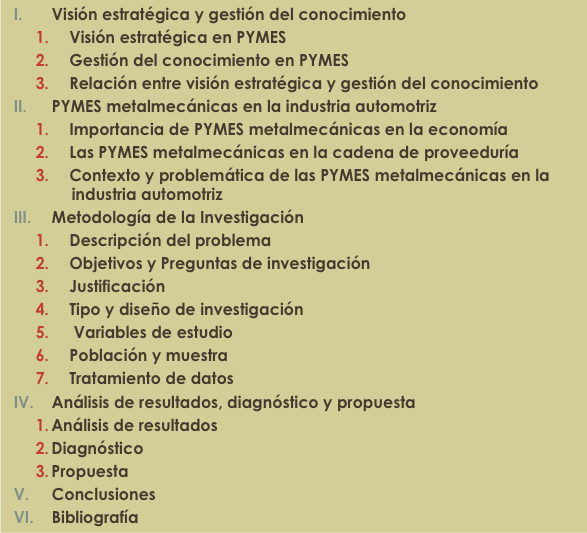 I. Visión estratégica y gestión del conocimiento
1. Visión estratégica en PYMES
2. Gestión del conocimiento en PYMES
3. Relación entre visión estratégica y gestión del conocimiento
II. PYMES metalmecánicas en la industria automotriz
1. Importancia de PYMES metalmecánicas en la economía
2. Las PYMES metalmecánicas en la cadena de proveeduría
3. Contexto y problemática de las PYMES metalmecánicas en la
industria automotriz
III. Metodología de la Investigación
1. Descripción del problema
2. Objetivos y Preguntas de investigación
3. Justificación
4. Tipo y diseño de investigación
5. Variables de estudio
6. Población y muestra
7. Tratamiento de datos
IV. Análisis de resultados, diagnóstico y propuesta
1. Análisis de resultados
2. Diagnóstico
3. Propuesta
V. Conclusiones
VI. Bibliografía